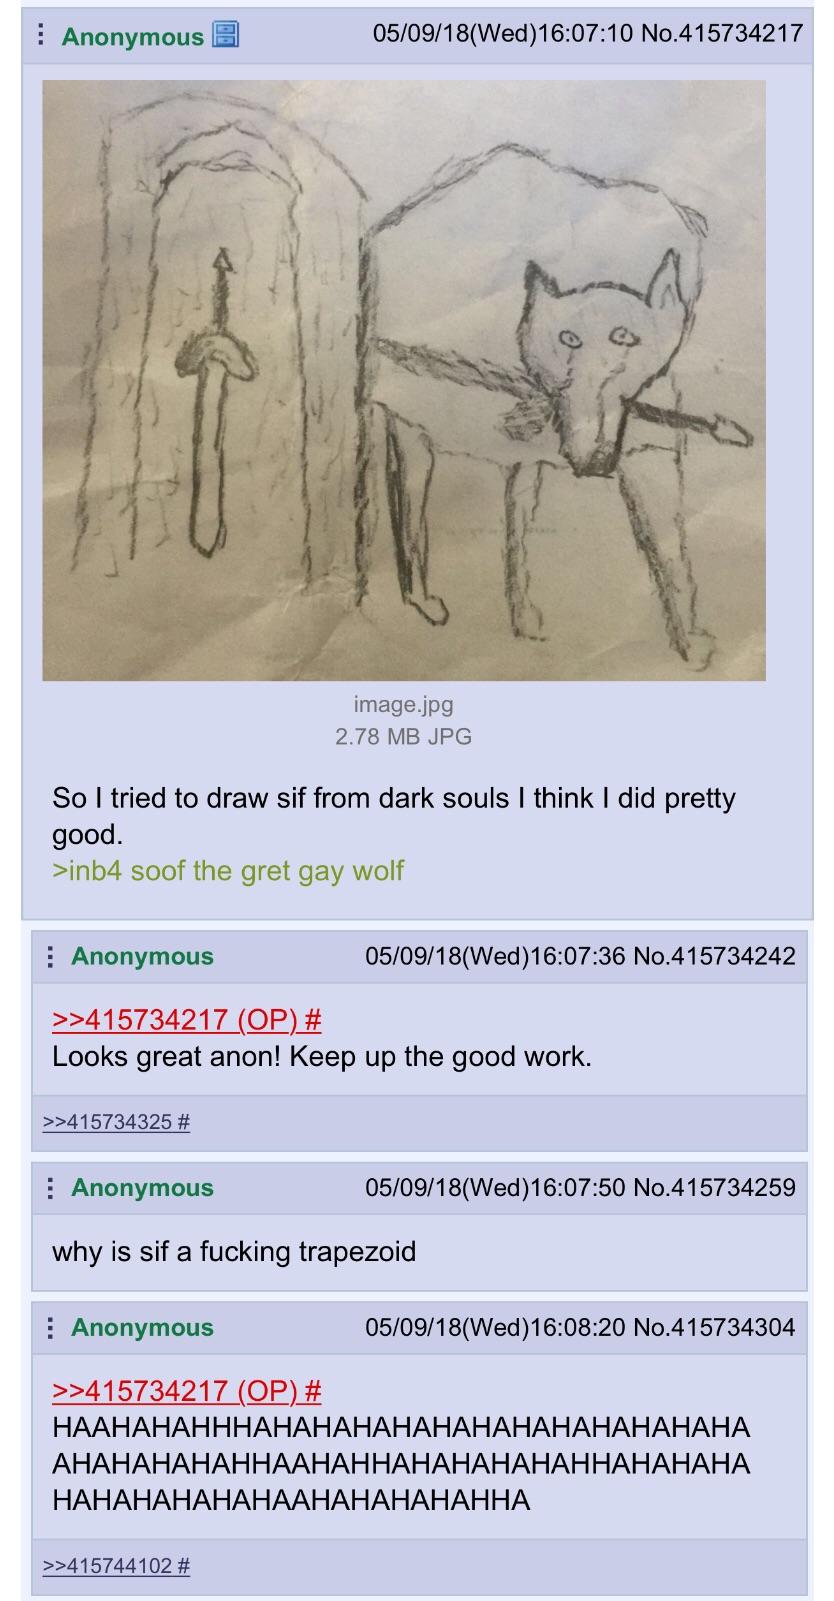 Anonymous 05/09/18(Wed)16:07:10 No.415734217
image.jpg
2.78 MB JPG
So I tried to draw sif from dark souls I think I did pretty
good.
>inb4 soof the gret gay wolf
Anonymous 05/09/18(Wed)16:07:36 No.415734242
>>415734217 (OP) #
Looks great anon! Keep up the good work.
>>415734325 #
Anonymous 05/09/18(Wed)16:07:50 No.415734259
why is sif a fucking trapezoid
Anonymous 05/09/18(Wed)16:08:20 No.415734304
>>415734217 (OP) #
HAAHAHAHHHAHAHAHAHAHAHAHAHAHAHAHAHA
AHAHAHAHAHHAAHAHHAHAHAHAHAHHAHAHAHA
HAHAHAHAHAHAAHAHAHAHAHHA
>>415744102 #